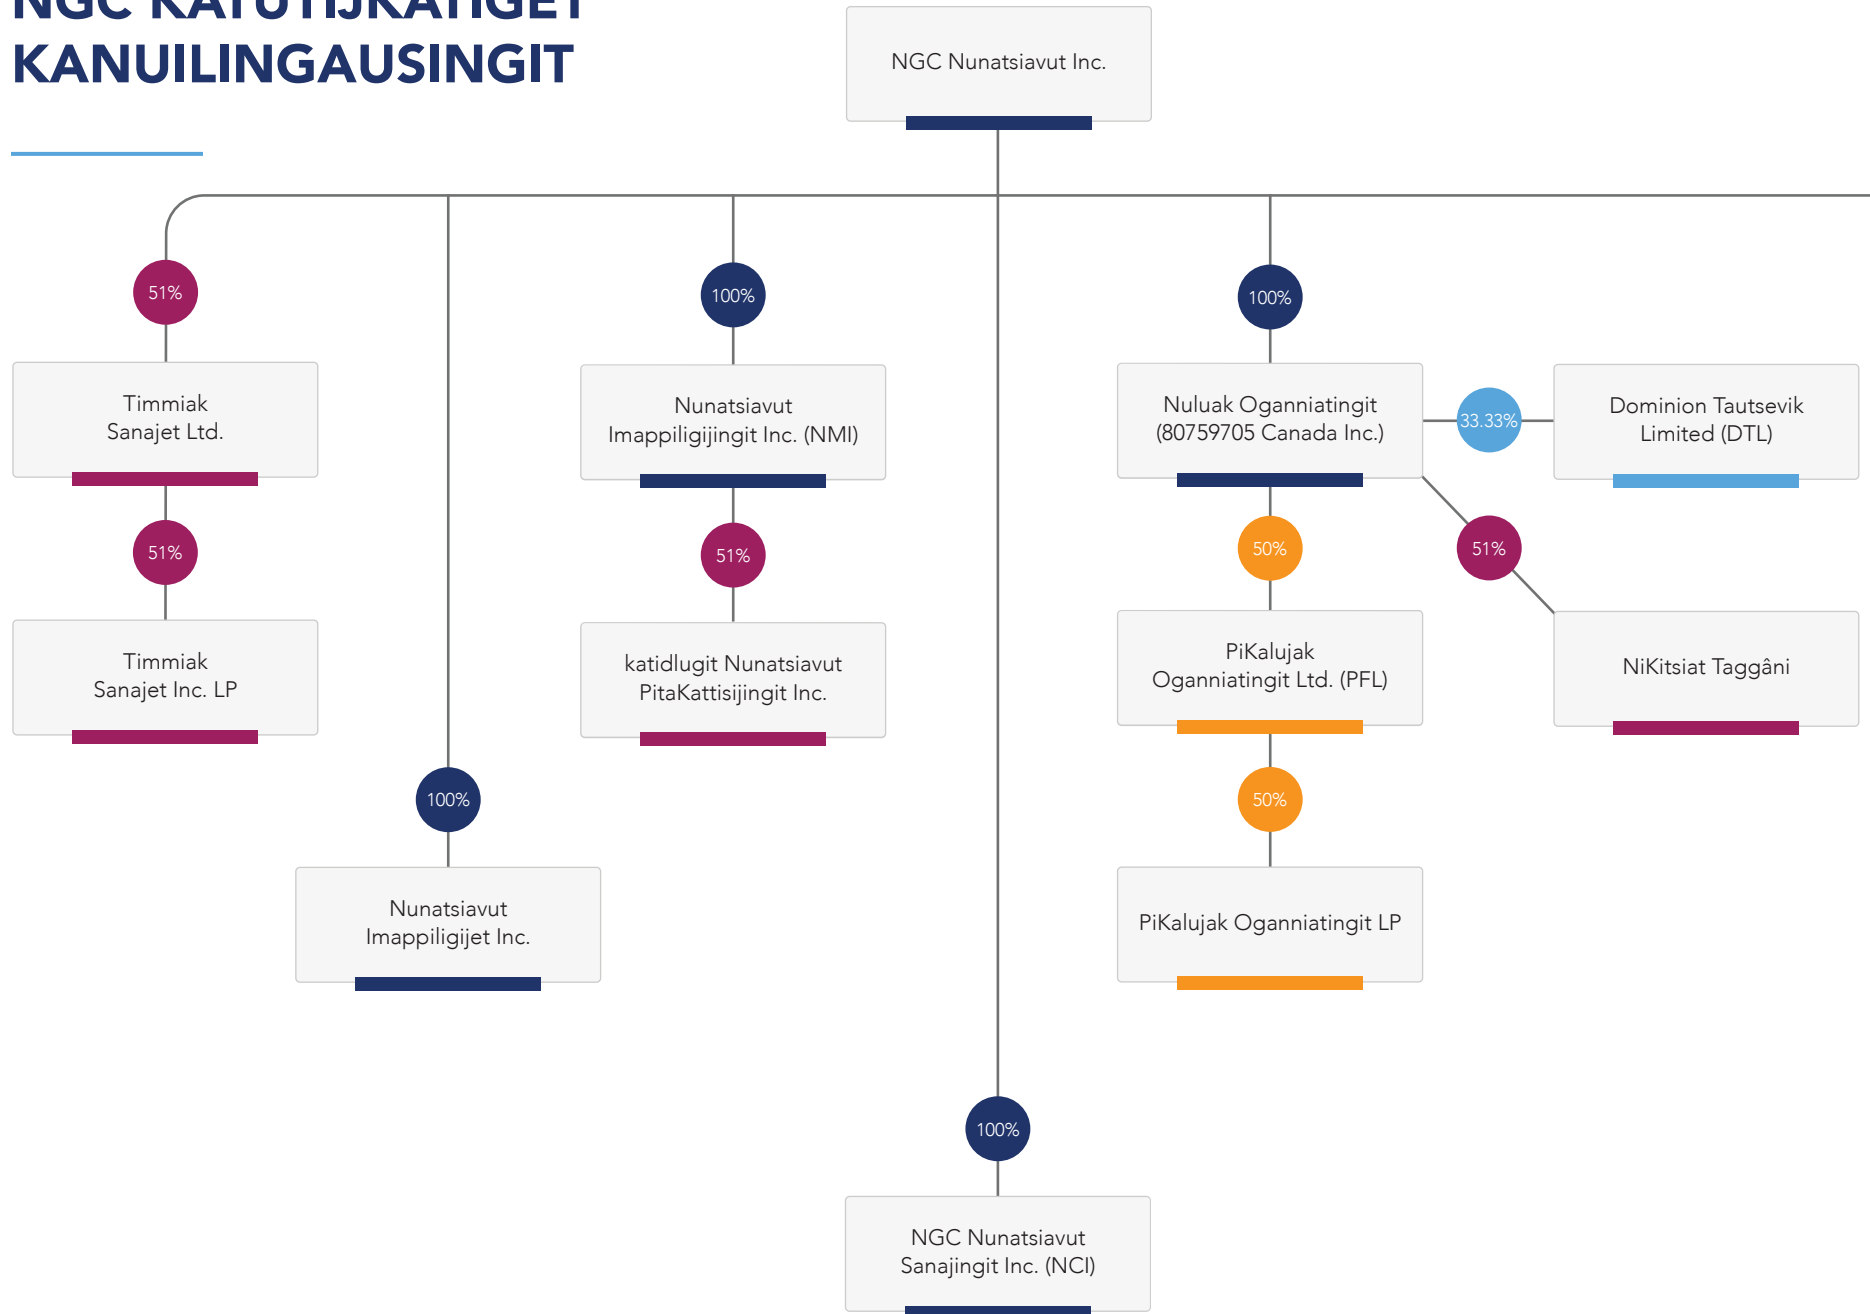 NGC KATUTIJKATIGET
KANUILINGAUSINGIT
NGC Nunatsiavut Inc.
51%
100%
100%
Timmiak
Sanajet Ltd.
Nunatsiavut
Imappiligijingit Inc. (NMI)
Nuluak Oganniatingit
(80759705 Canada Inc.)
33.33%
Dominion Tautsevik
Limited (DTL)
51%
51%
50%
51%
Timmiak
Sanajet Inc. LP
katidlugit Nunatsiavut
PitaKattisijingit Inc.
PiKalujak
Oganniatingit Ltd. (PFL)
NiKitsiat Taggâni
100%
50%
Nunatsiavut
Imappiligijet Inc.
PiKalujak Oganniatingit LP
100%
NGC Nunatsiavut
Sanajingit Inc. (NCI)